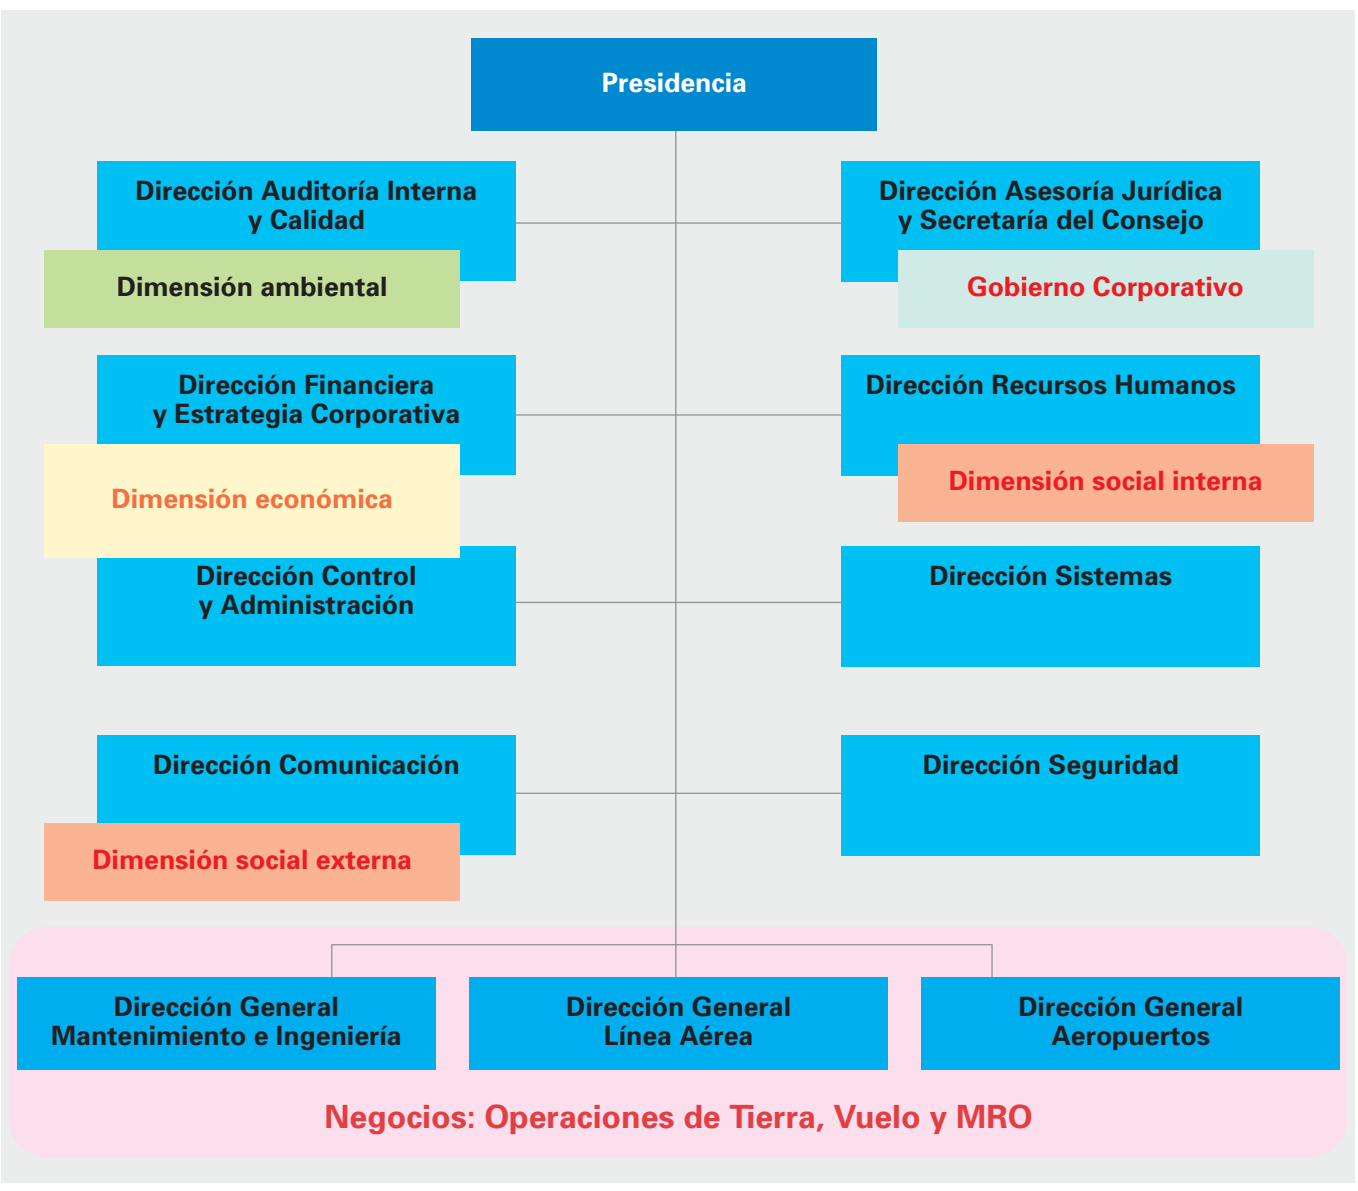 Presidencia
Dirección Auditoría Interna
y Calidad
Dimensión ambiental
Dirección Asesoría Jurídica
y Secretaría del Consejo
Gobierno Corporativo
Dirección Financiera
y Estrategia Corporativa
Dimensión económica
Dirección Recursos Humanos
Dimensión social interna
Dirección Control
y Administración
Dirección Sistemas
Dirección Comunicación
Dimensión social externa
Dirección Seguridad
Dirección General
Mantenimiento e Ingeniería
Dirección General
Línea Aérea
Dirección General
Aeropuertos
Negocios: Operaciones de Tierra, Vuelo y MRO